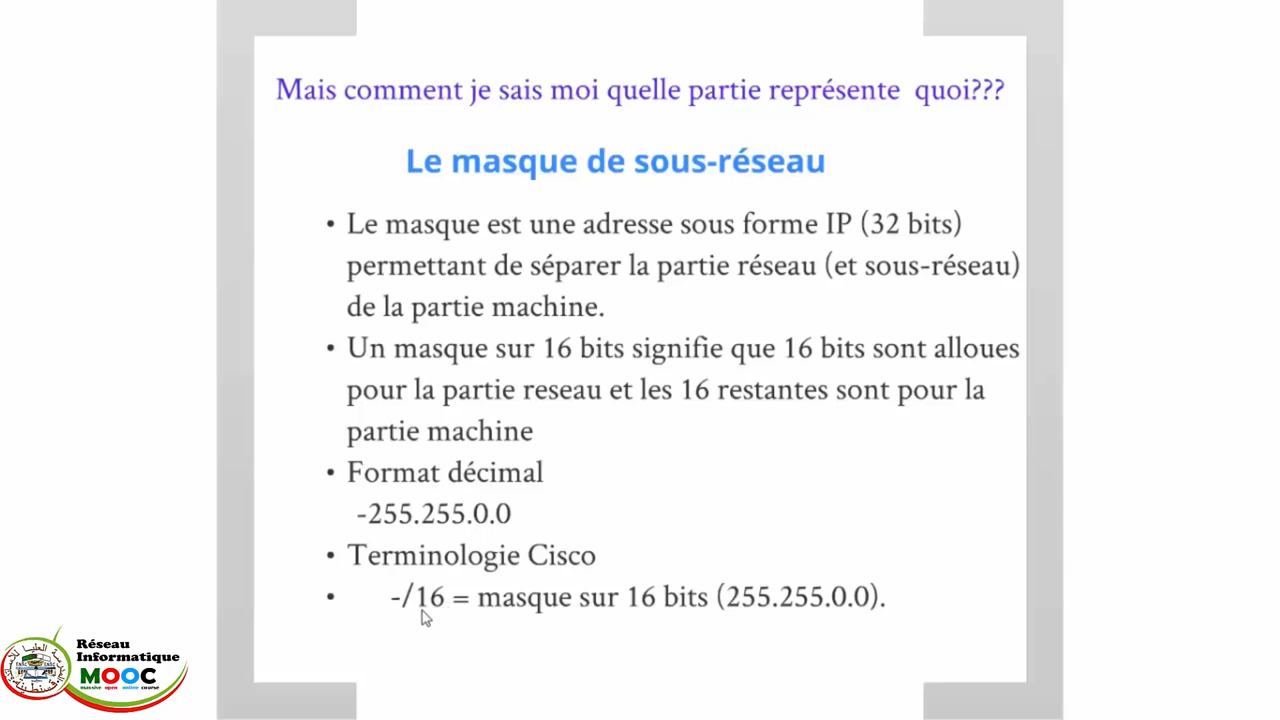 Mais comment je sais moi quelle partie représente quoi???
Le masque de sous-réseau
• Le masque est une adresse sous forme IP (32 bits)
permettant de séparer la partie réseau (et sous-réseau)
de la partie machine.
• Un masque sur 16 bits signifie que 16 bits sont alloues
pour la partie reseau et les 16 restantes sont pour la
partie machine
• Format décimal
-255.255.0.0
• Terminologie Cisco
• -/16 = masque sur 16 bits (255.255.0.0).
Réseau
Informatique
MOOC
massive open online course